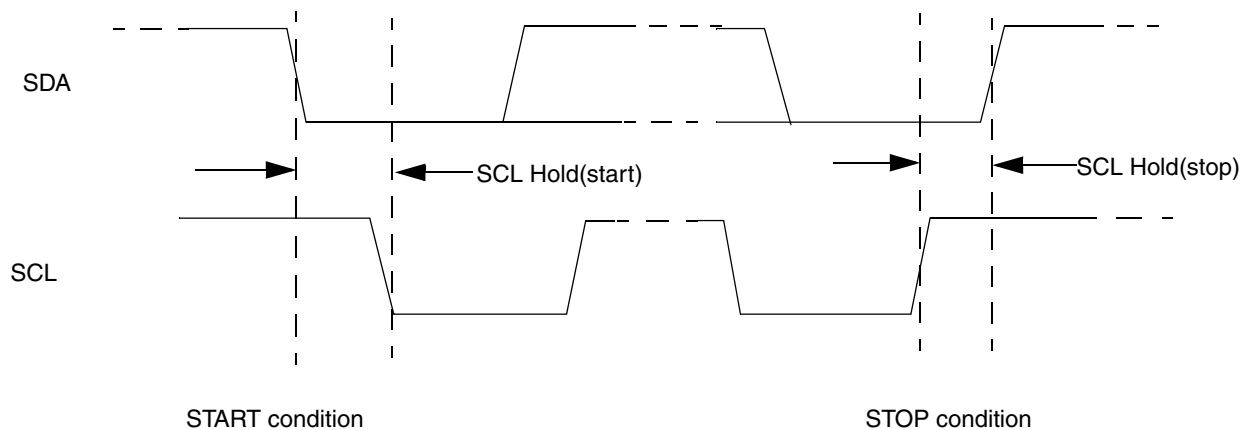 SDA
SCL Hold(start)
SCL Hold(stop)
SCL
START condition
STOP condition